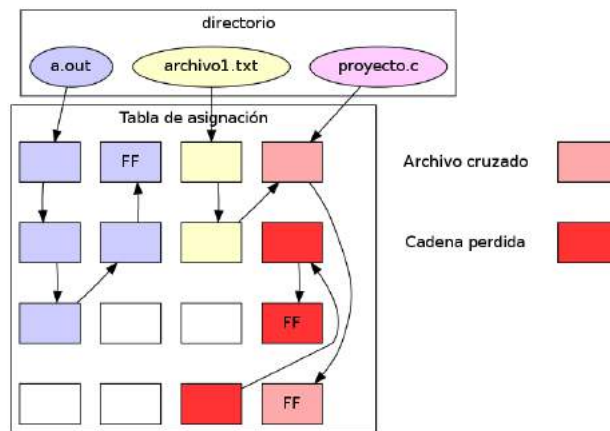 directorio
a.out
archivo1.txt
proyecto.c
Tabla de asignación
FF
Archivo cruzado
Cadena perdida
FF
FF